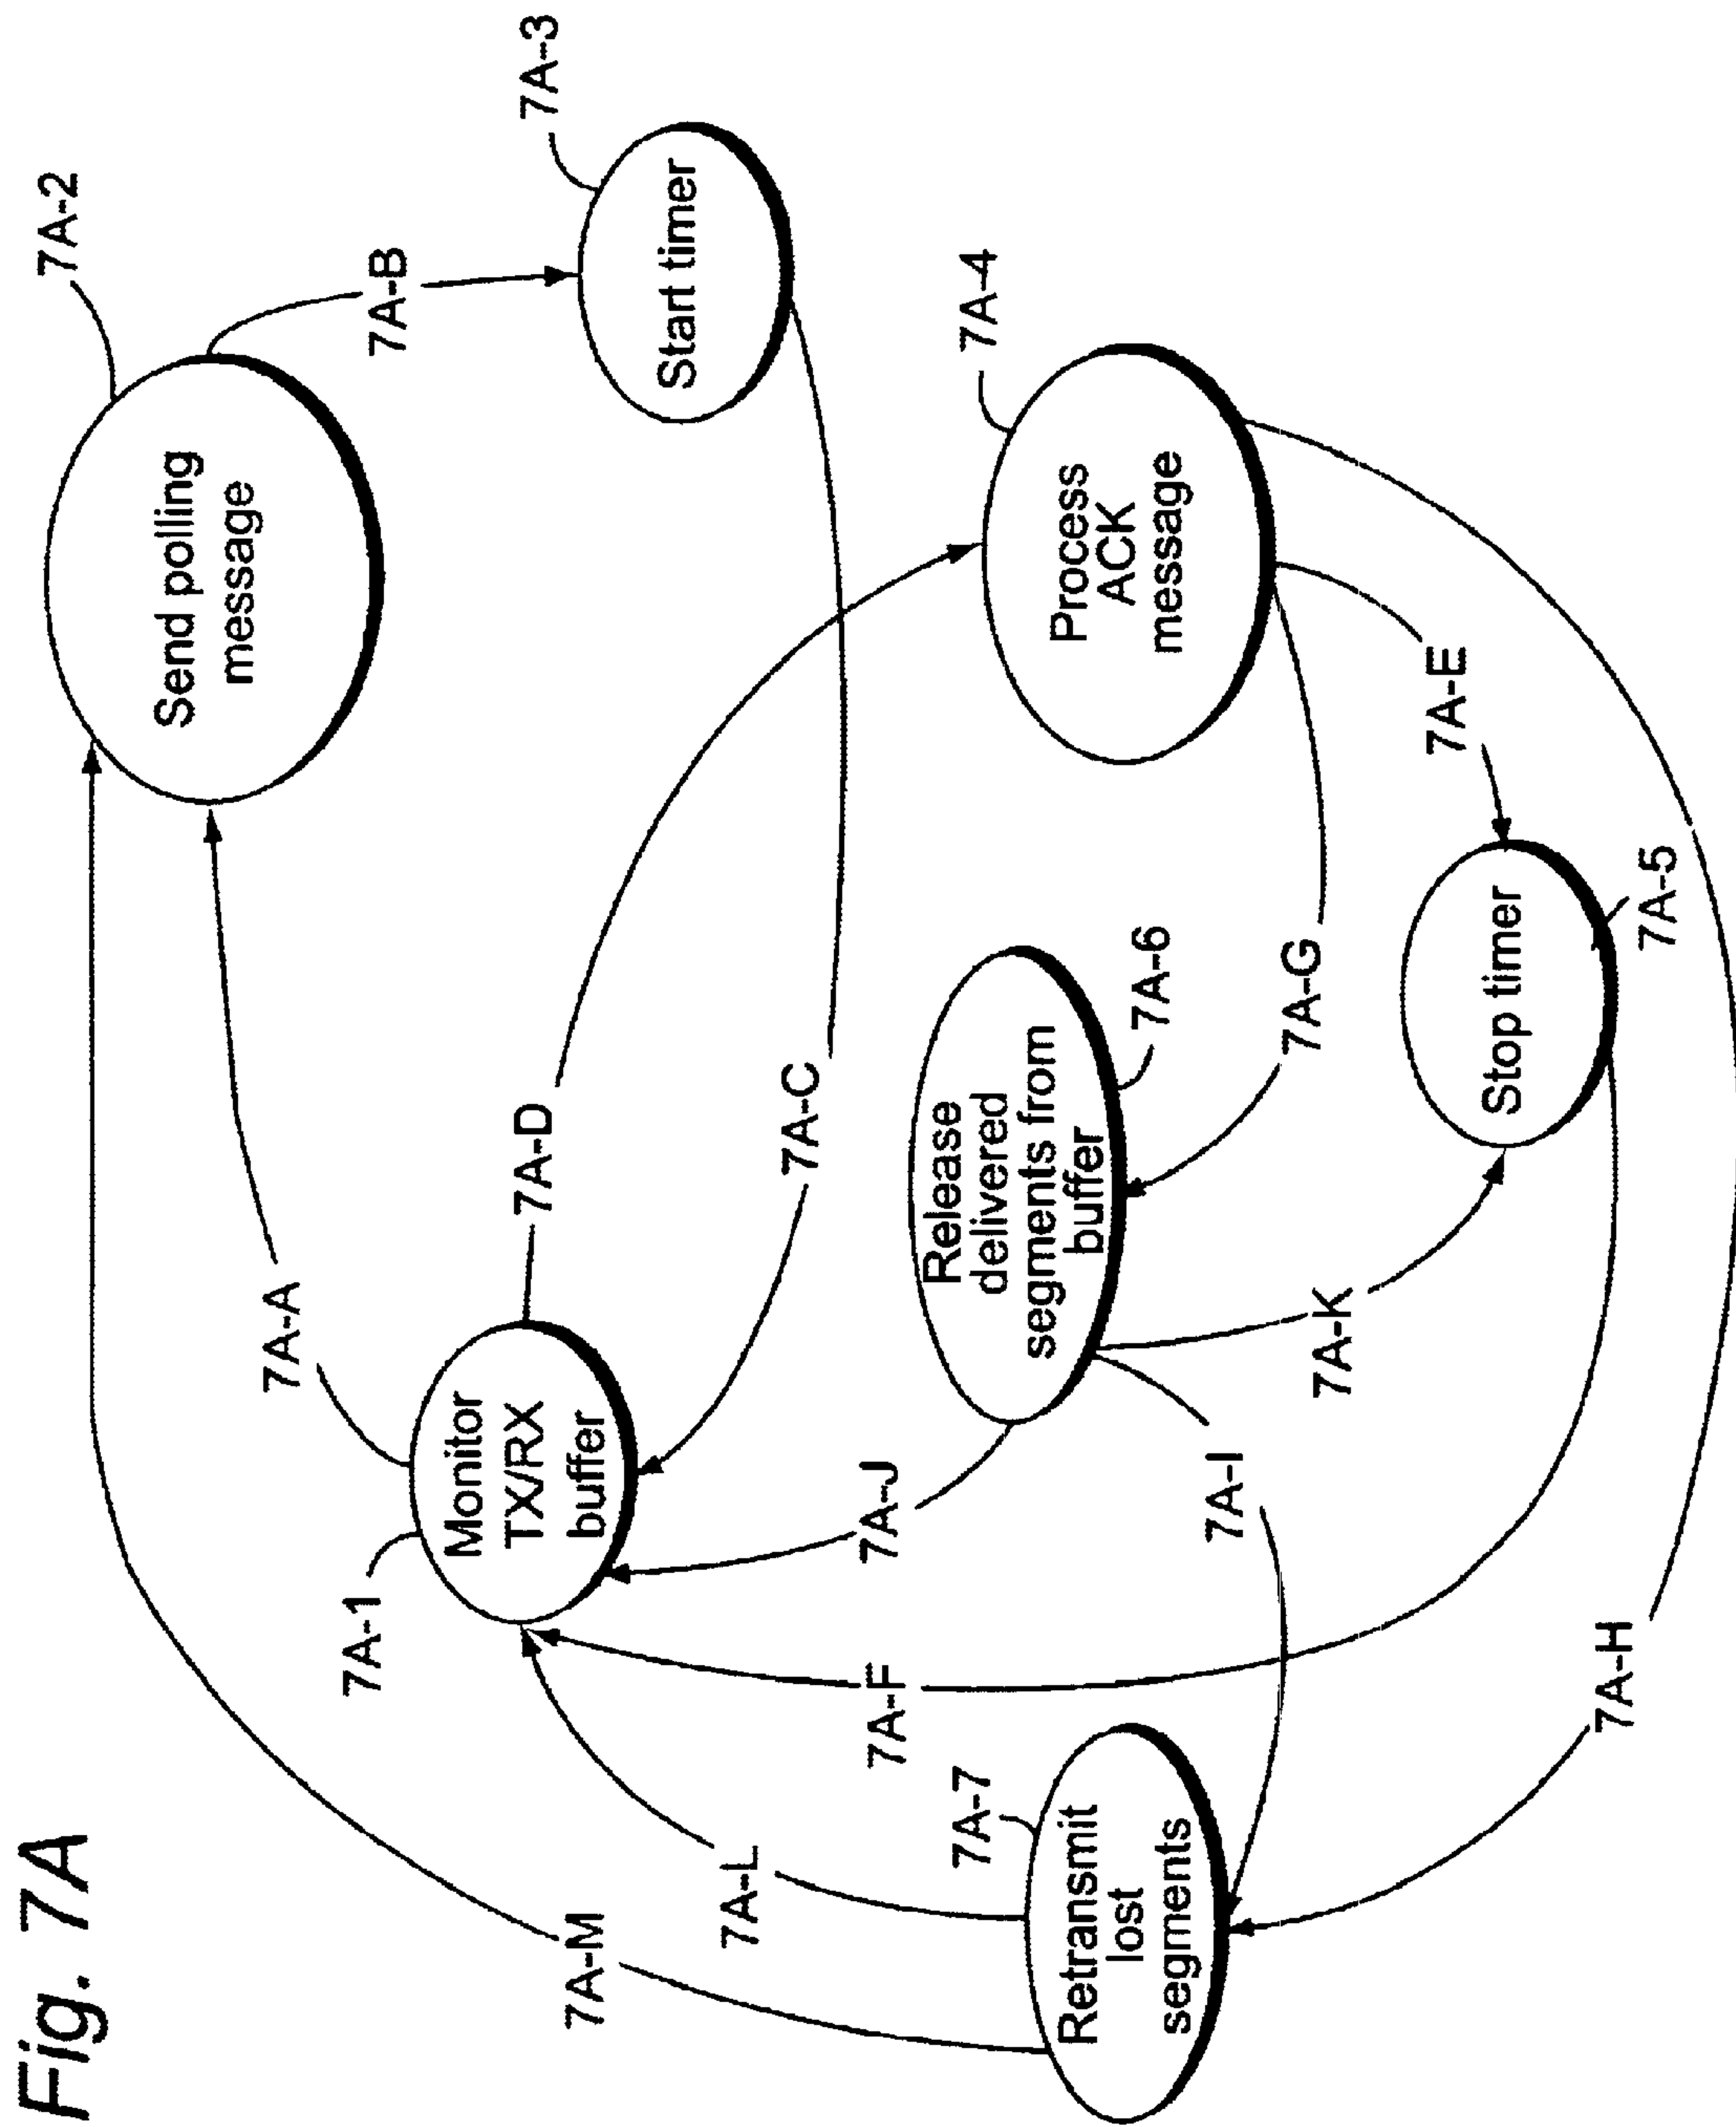 Fig. 7A
7A-1
Monitor
TX/RX
buffer
7A-A
7A-2
Send polling
message
7A-B
7A-3
Start timer
7A-C
7A-D
7A-4
Process
ACK
message
7A-E
7A-5
Stop timer
7A-F
7A-G
7A-6
Release
delivered
segments from
buffer
7A-J
7A-K
7A-I
7A-H
7A-7
Retransmit
lost
segments
7A-L
7A-M